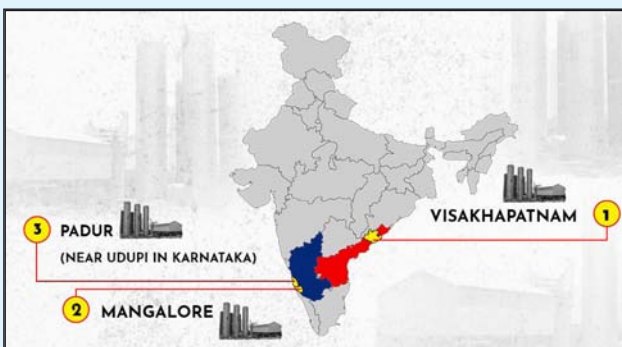 3 PADUR
(NEAR UDUPI IN KARNATAKA)
VISAKHAPATNAM 1
2 MANGALORE